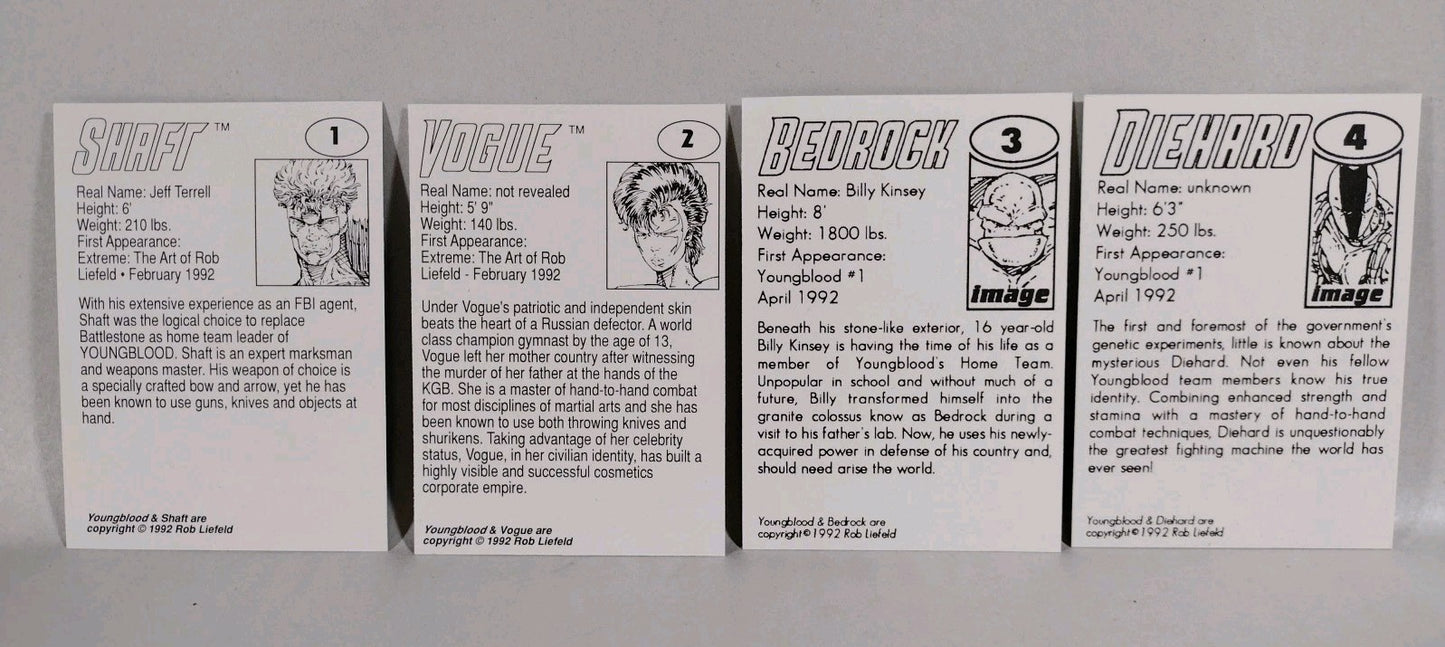 SHAFT™
1
Real Name: Jeff Terrell
Height: 6'
Weight: 210 lbs.
First Appearance:
Extreme: The Art of Rob
Liefeld • February 1992
With his extensive experience as an FBI agent,
Shaft was the logical choice to replace
Battlestone as home team leader of
YOUNGBLOOD. Shaft is an expert marksman
and weapons master. His weapon of choice is
a specially crafted bow and arrow, yet he has
been known to use guns, knives and objects at
hand.
Youngblood & Shaft are
copyright © 1992 Rob Liefeld
VOGUE™
2
Real Name: not revealed
Height: 5' 9"
Weight: 140 lbs.
First Appearance:
Extreme: The Art of Rob
Liefeld - February 1992
Under Vogue's patriotic and independent skin
beats the heart of a Russian defector. A world
class champion gymnast by the age of 13,
Vogue left her mother country after witnessing
the murder of her father at the hands of the
KGB. She is a master of hand-to-hand combat
for most disciplines of martial arts and she has
been known to use both throwing knives and
shurikens. Taking advantage of her celebrity
status, Vogue, in her civilian identity, has built a
highly visible and successful cosmetics
corporate empire.
Youngblood & Vogue are
copyright © 1992 Rob Liefeld
BEDROCK
3
Real Name: Billy Kinsey
Height: 8'
Weight: 1800 lbs.
First Appearance:
Youngblood #1
April 1992
image
Beneath his stone-like exterior, 16 year-old
Billy Kinsey is having the time of his life as a
member of Youngblood's Home Team.
Unpopular in school and without much of a
future, Billy transformed himself into the
granite colossus know as Bedrock during a
visit to his father's lab. Now, he uses his newly-
acquired power in defense of his country and,
should need arise the world.
Youngblood & Bedrock are
copyright © 1992 Rob Liefeld
DIEHARD
4
Real Name: unknown
Height: 6'3"
Weight: 250 lbs.
First Appearance:
Youngblood #1
April 1992
image
The first and foremost of the government's
genetic experiments, little is known about the
mysterious Diehard. Not even his fellow
Youngblood team members know his true
identity. Combining enhanced strength and
stamina with a mastery of hand-to-hand
combat techniques, Diehard is unquestionably
the greatest fighting machine the world has
ever seen!
Youngblood & Diehard are
copyright © 1992 Rob Liefeld